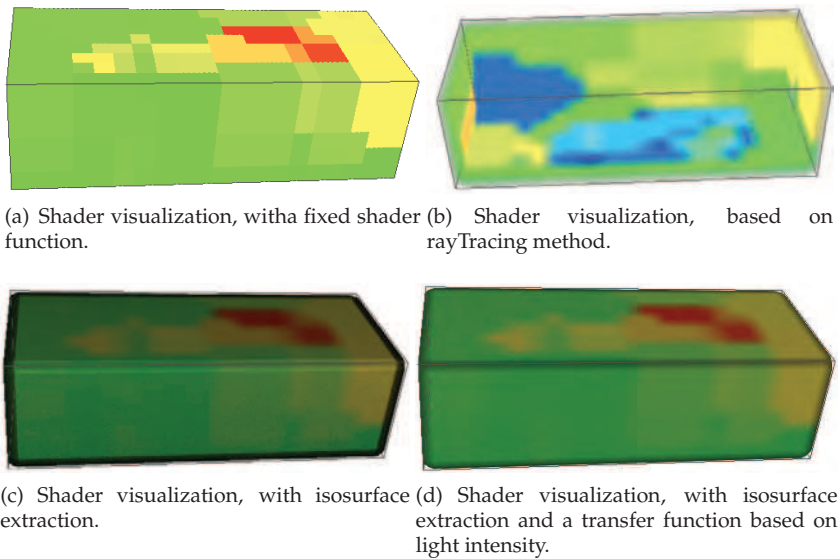 (a) Shader visualization, witha fixed shader
function.
(b) Shader visualization, based on
rayTracing method.
(c) Shader visualization, with isosurface
extraction.
(d) Shader visualization, with isosurface
extraction and a transfer function based on
light intensity.